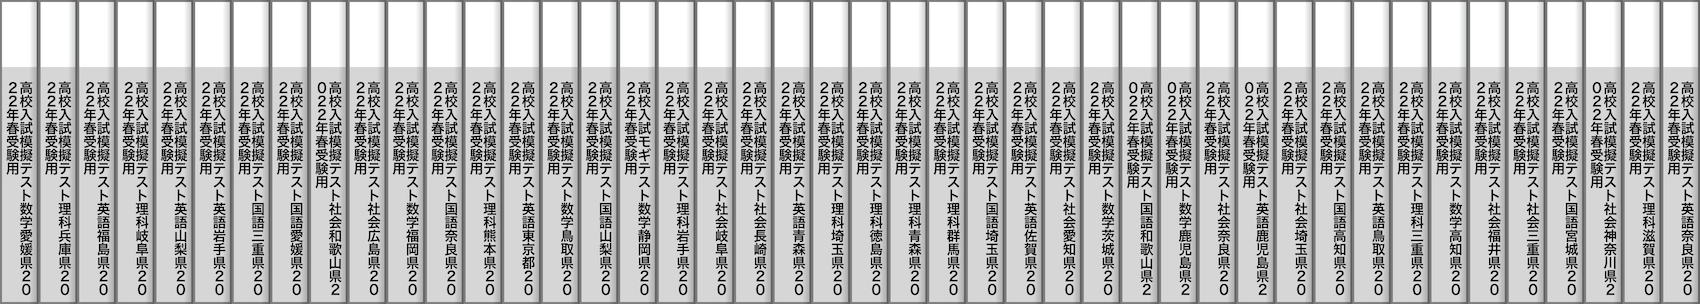 高校入試模擬テスト英語奈良県２０
２２年春受験用
高校入試模擬テスト理科滋賀県２０
２２年春受験用
高校入試模擬テスト社会神奈川県２
０２２年春受験用
高校入試模擬テスト国語宮城県２０
２２年春受験用
高校入試模擬テスト社会三重県２０
２２年春受験用
高校入試模擬テスト社会福井県２０
２２年春受験用
高校入試模擬テスト数学高知県２０
２２年春受験用
高校入試模擬テスト理科三重県２０
２２年春受験用
高校入試模擬テスト英語鳥取県２０
２２年春受験用
高校入試模擬テスト国語高知県２０
２２年春受験用
高校入試模擬テスト社会埼玉県２０
２２年春受験用
高校入試模擬テスト英語鹿児島県２
０２２年春受験用
高校入試模擬テスト社会奈良県２０
２２年春受験用
高校入試模擬テスト数学鹿児島県２
０２２年春受験用
高校入試模擬テスト国語和歌山県２
０２２年春受験用
高校入試模擬テスト数学茨城県２０
２２年春受験用
高校入試模擬テスト社会愛知県２０
２２年春受験用
高校入試模擬テスト英語佐賀県２０
２２年春受験用
高校入試模擬テスト国語埼玉県２０
２２年春受験用
高校入試模擬テスト理科群馬県２０
２２年春受験用
高校入試模擬テスト理科青森県２０
２２年春受験用
高校入試模擬テスト理科徳島県２０
２２年春受験用
高校入試模擬テスト理科埼玉県２０
２２年春受験用
高校入試模擬テスト英語青森県２０
２２年春受験用
高校入試模擬テスト社会長崎県２０
２２年春受験用
高校入試模擬テスト社会岐阜県２０
２２年春受験用
高校入試模擬テスト理科岩手県２０
２２年春受験用
高校入試モギテスト数学静岡県２０
２２年春受験用
高校入試模擬テスト国語山梨県２０
２２年春受験用
高校入試模擬テスト数学鳥取県２０
２２年春受験用
高校入試模擬テスト英語東京都２０
２２年春受験用
高校入試模擬テスト理科熊本県２０
２２年春受験用
高校入試模擬テスト国語奈良県２０
２２年春受験用
高校入試模擬テスト数学福岡県２０
２２年春受験用
高校入試模擬テスト社会広島県２０
２２年春受験用
高校入試模擬テスト社会和歌山県２
０２２年春受験用
高校入試模擬テスト国語愛媛県２０
２２年春受験用
高校入試模擬テスト国語三重県２０
２２年春受験用
高校入試模擬テスト英語岩手県２０
２２年春受験用
高校入試模擬テスト英語山梨県２０
２２年春受験用
高校入試模擬テスト理科岐阜県２０
２２年春受験用
高校入試模擬テスト英語福島県２０
２２年春受験用
高校入試模擬テスト理科兵庫県２０
２２年春受験用
高校入試模擬テスト数学愛媛県２０
２２年春受験用